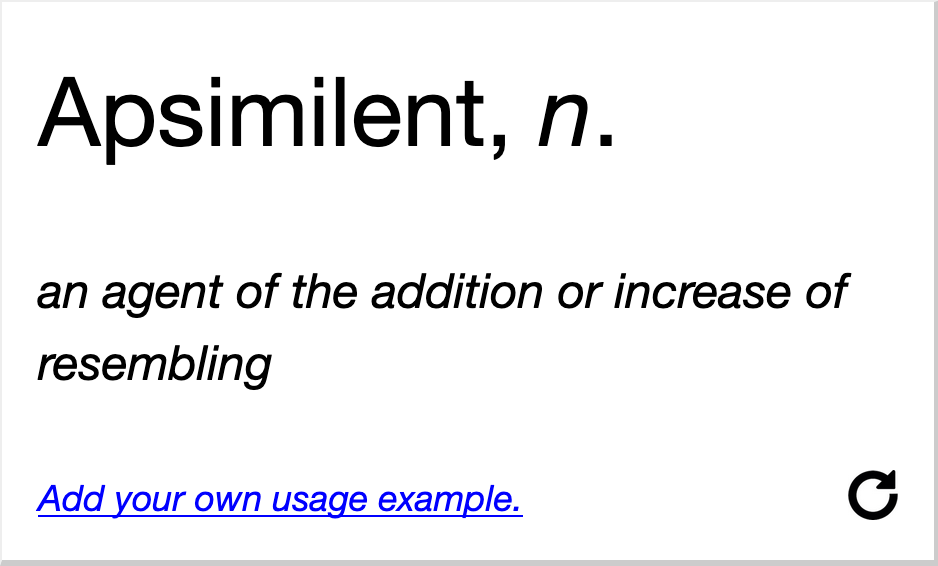 Apsimilent, n.
an agent of the addition or increase of
resembling
Add your own usage example.